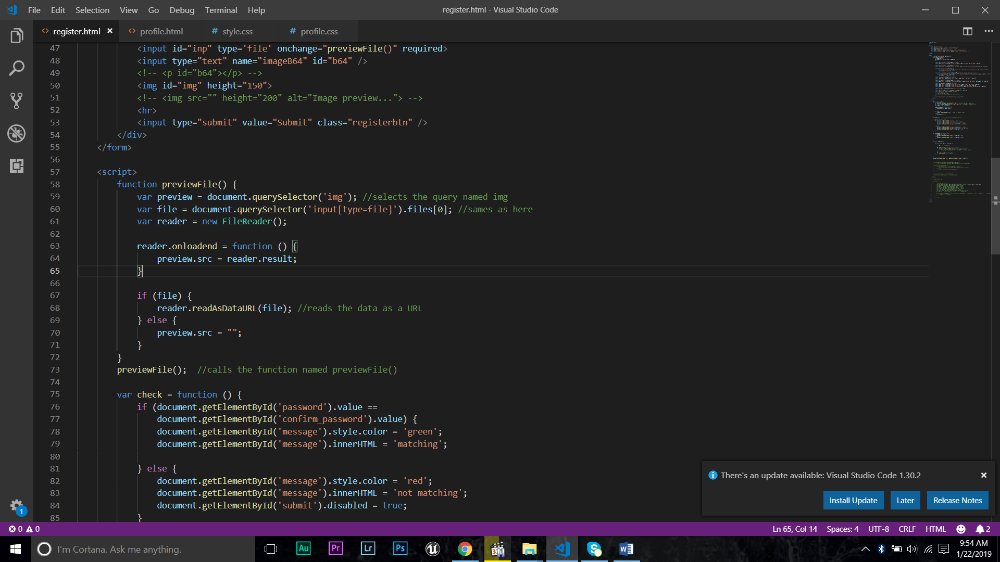 File Edit Selection View Go Debug Terminal Help
register.html - Visual Studio Code
register.html profile.html style.css profile.css
47 <input id="inp" type='file' onchange="previewFile()" required>
48 <input type="text" name="imageB64" id="b64" />
49 <!-- <p id="b64"></p> -->
50 <img id="img" height="150">
51 <!-- <img src="" height="200" alt="Image preview..."> -->
52 <hr>
53 <input type="submit" value="Submit" class="registerbtn" />
54 </div>
55 </form>
56
57 <script>
58 function previewFile() {
59 var preview = document.querySelector('img'); //selects the query named img
60 var file = document.querySelector('input[type=file]').files[0]; //sames as here
61 var reader = new FileReader();
62
63 reader.onloadend = function () {
64 preview.src = reader.result;
65 }
66
67 if (file) {
68 reader.readAsDataURL(file); //reads the data as a URL
69 } else {
70 preview.src = "";
71 }
72 }
73 previewFile(); //calls the function named previewFile()
74
75 var check = function () {
76 if (document.getElementById('password').value ==
77 document.getElementById('confirm_password').value) {
78 document.getElementById('message').style.color = 'green';
79 document.getElementById('message').innerHTML = 'matching';
80
81 } else {
82 document.getElementById('message').style.color = 'red';
83 document.getElementById('message').innerHTML = 'not matching';
84 document.getElementById('submit').disabled = true;
85 }
There's an update available: Visual Studio Code 1.30.2
Install Update Later Release Notes
1
0 0
Ln 65, Col 14 Spaces: 4 UTF-8 CRLF HTML 2
I'm Cortana. Ask me anything.
Au Pr Lr Ps
9:54 AM
1/22/2019